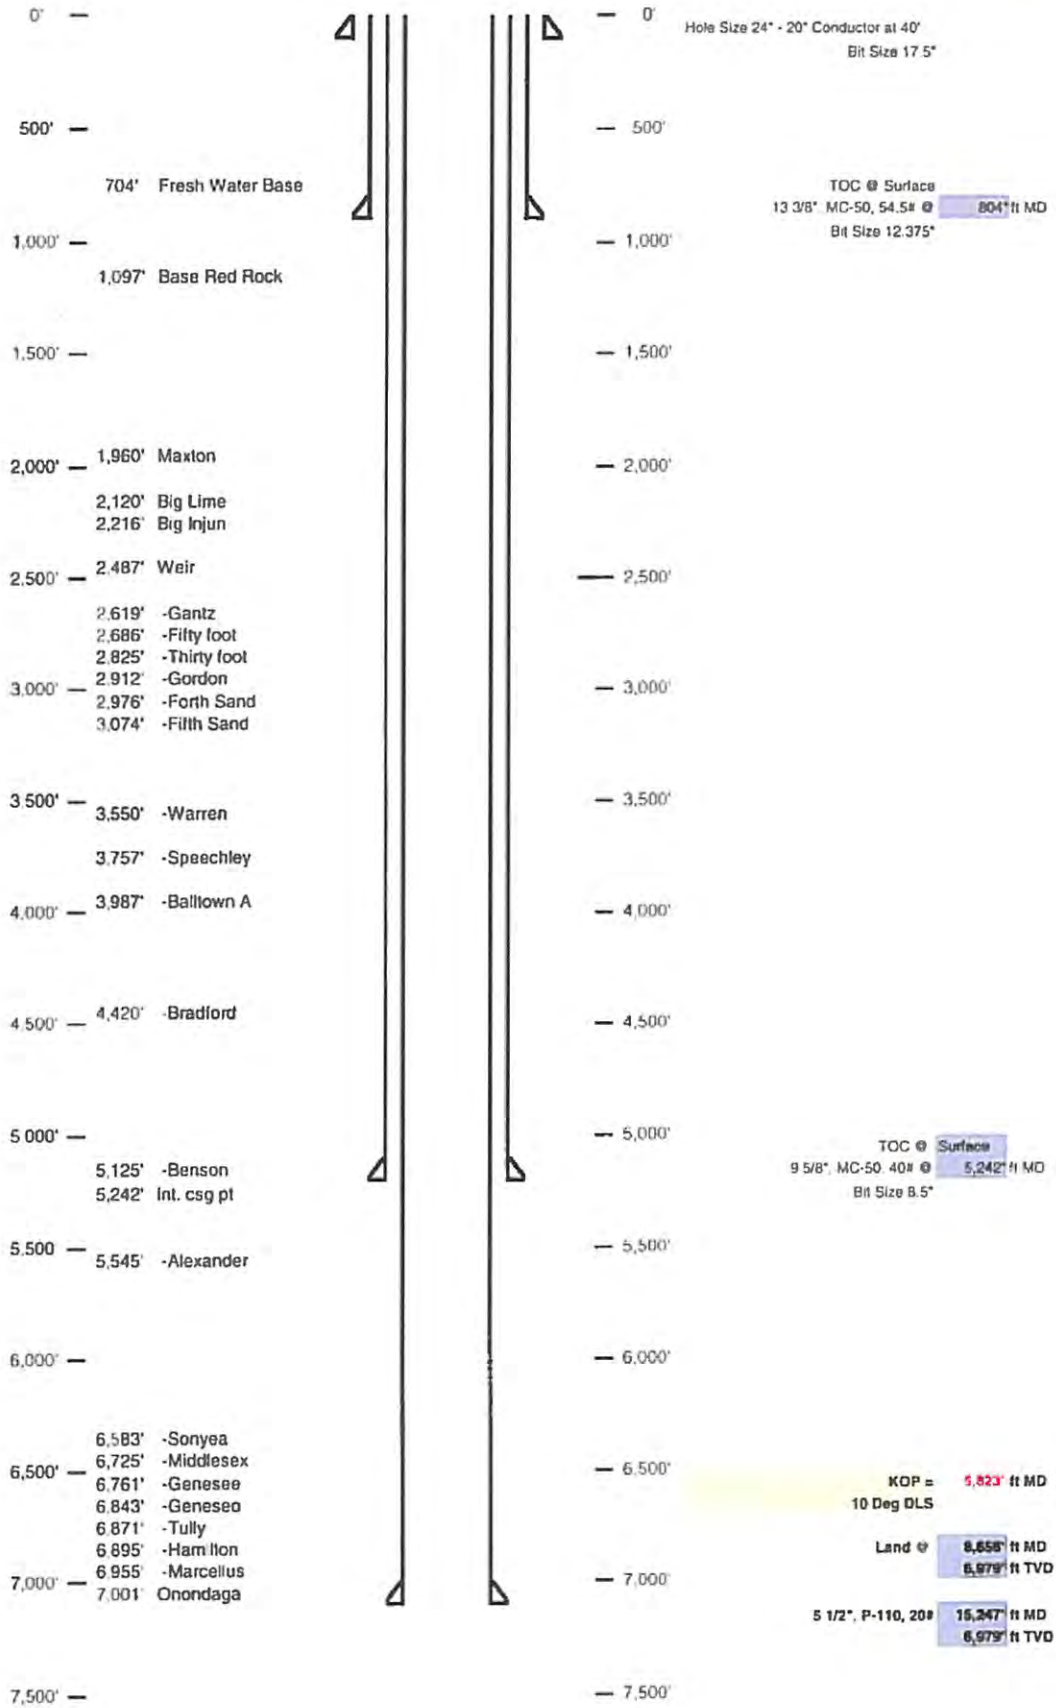 0'
0'
Hole Size 24" - 20" Conductor at 40'
Bit Size 17.5"
500'
500'
704' Fresh Water Base
TOC @ Surface
13 3/8", MC-50, 54.5# @ 804' ft MD
Bit Size 12.375"
1,000'
1,000'
1,097' Base Red Rock
1,500'
1,500'
1,960' Maxton
2,000'
2,000'
2,120' Big Lime
2,216' Big Injun
2,487' Weir
2,500'
2,500'
2,619' -Gantz
2,686' -Fifty foot
2,825' -Thirty foot
2,912' -Gordon
3,000'
3,000'
2,976' -Forth Sand
3,074' -Fifth Sand
3,500'
3,500'
3,550' -Warren
3,757' -Speechley
3,987' -Balltown A
4,000'
4,000'
4,420' -Bradford
4,500'
4,500'
5,000'
5,000'
TOC @ Surface
9 5/8", MC-50, 40# @ 5,242' ft MD
Bit Size 8.5"
5,125' -Benson
5,242' Int. csg pt
5,500
5,500'
5,545' -Alexander
6,000'
6,000'
6,583' -Sonyea
6,725' -Middlesex
6,500'
6,500'
6,761' -Genesee
6,843' -Geneseo
6,871' -Tully
6,895' -Hamilton
6,955' -Marcellus
7,000'
7,000'
7,001' Onondaga
KOP = 5,823' ft MD
10 Deg DLS
Land @ ft MD
6,979' ft TVD
5 1/2", P-110, 20# 15,247' ft MD
6,979' ft TVD
7,500'
7,500'